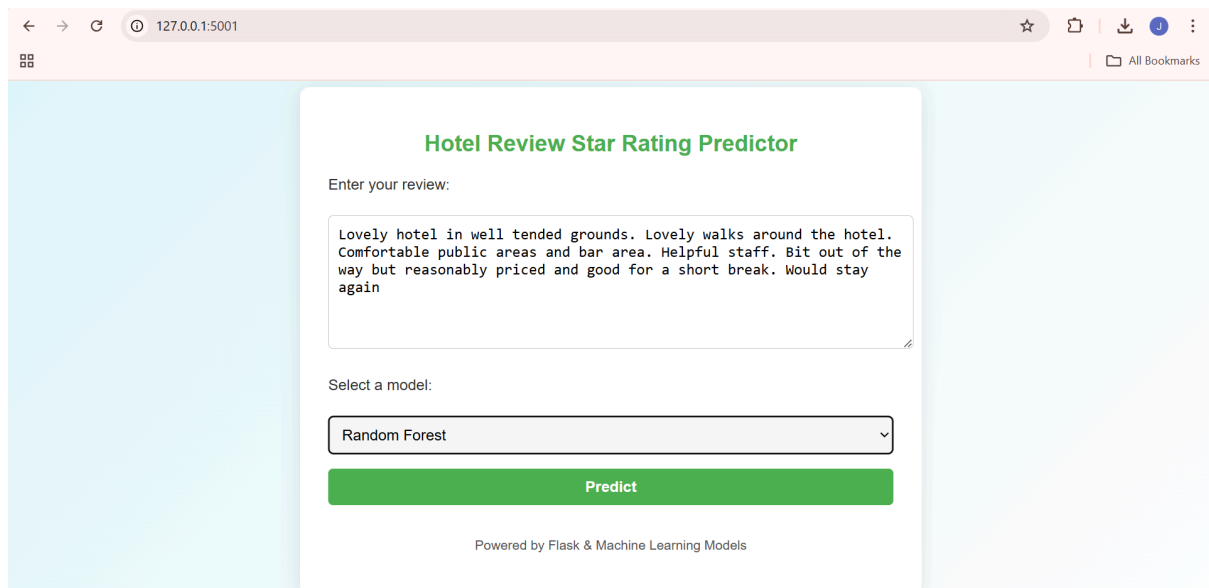 127.0.0.1:5001
J
All Bookmarks
Hotel Review Star Rating Predictor
Enter your review:
Lovely hotel in well tended grounds. Lovely walks around the hotel.
Comfortable public areas and bar area. Helpful staff. Bit out of the
way but reasonably priced and good for a short break. Would stay
again
Select a model:
Random Forest
Predict
Powered by Flask & Machine Learning Models